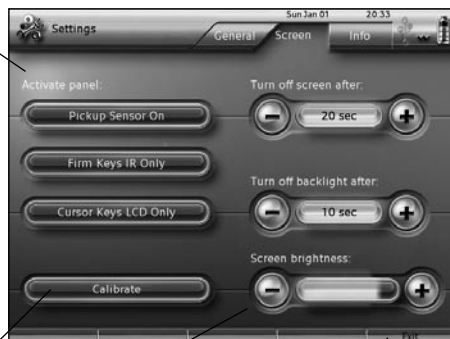 Sun Jan 01 20:33
Settings
General Screen Info
Activate panel:
Pickup Sensor On
Firm Keys IR Only
Cursor Keys LCD Only
Calibrate
Turn off screen after:
20 sec
Turn off backlight after:
10 sec
Screen brightness:
Exit